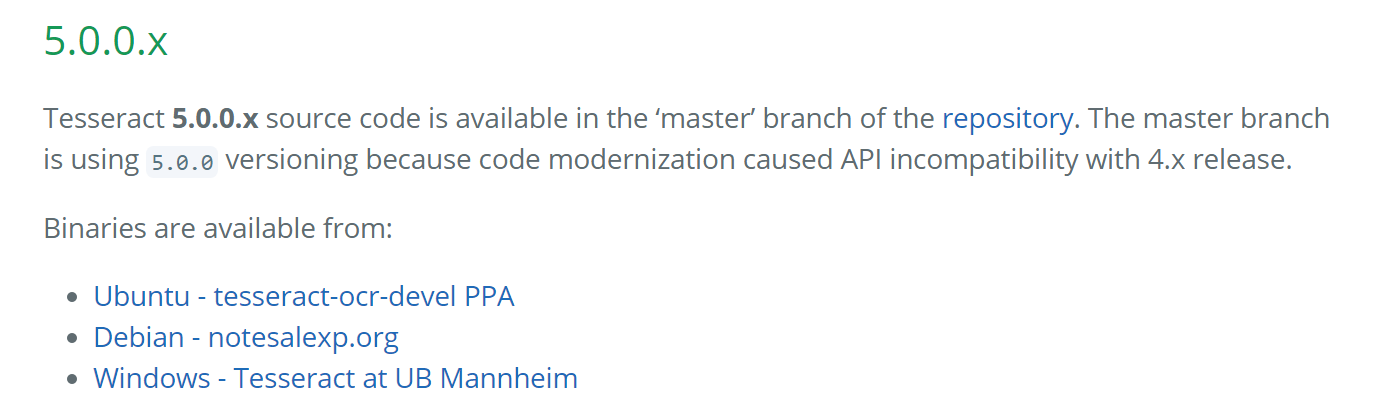 5.0.0.x
Tesseract 5.0.0.x source code is available in the ‘master’ branch of the repository. The master branch
is using 5.0.0 versioning because code modernization caused API incompatibility with 4.x release.
Binaries are available from:
• Ubuntu - tesseract-ocr-devel PPA
• Debian - notesalexp.org
• Windows - Tesseract at UB Mannheim